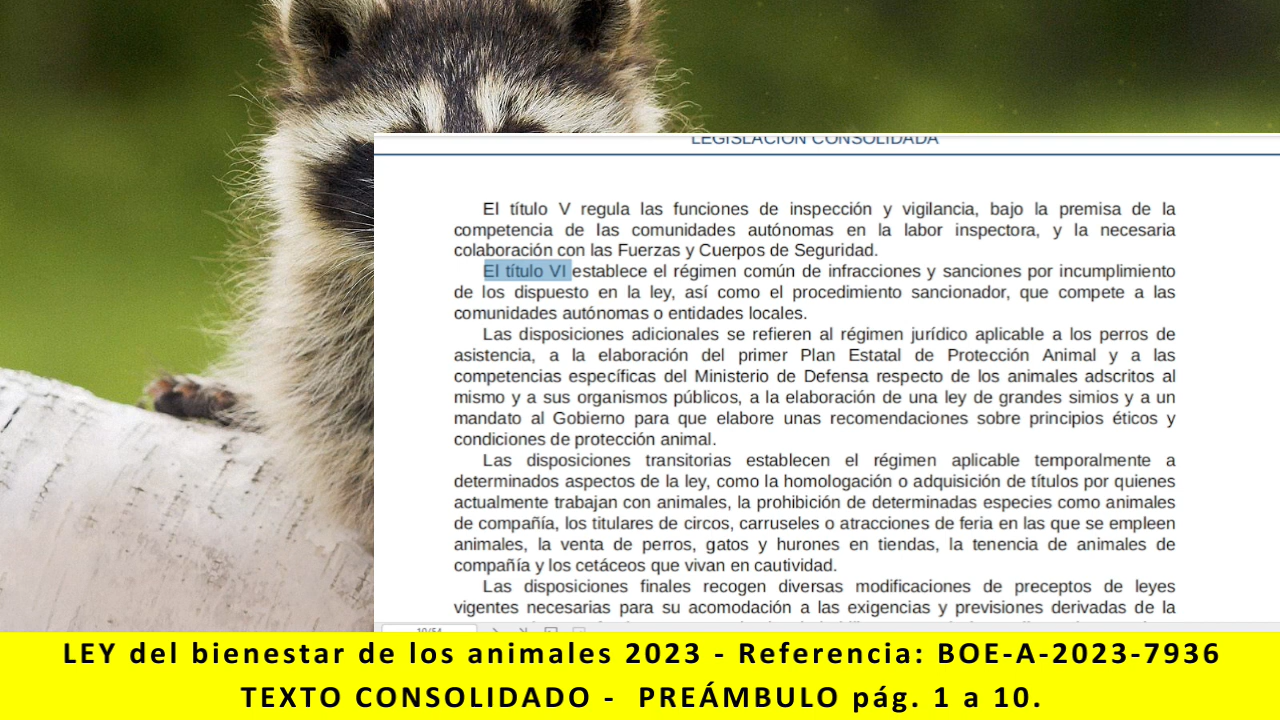 LEGISLACIÓN CONSOLIDADA
El título V regula las funciones de inspección y vigilancia, bajo la premisa de la
competencia de las comunidades autónomas en la labor inspectora, y la necesaria
colaboración con las Fuerzas y Cuerpos de Seguridad.
El título VI establece el régimen común de infracciones y sanciones por incumplimiento
de los dispuesto en la ley, así como el procedimiento sancionador, que compete a las
comunidades autónomas o entidades locales.
Las disposiciones adicionales se refieren al régimen jurídico aplicable a los perros de
asistencia, a la elaboración del primer Plan Estatal de Protección Animal y a las
competencias específicas del Ministerio de Defensa respecto de los animales adscritos al
mismo y a sus organismos públicos, a la elaboración de una ley de grandes simios y a un
mandato al Gobierno para que elabore unas recomendaciones sobre principios éticos y
condiciones de protección animal.
Las disposiciones transitorias establecen el régimen aplicable temporalmente a
determinados aspectos de la ley, como la homologación o adquisición de títulos por quienes
actualmente trabajan con animales, la prohibición de determinadas especies como animales
de compañía, los titulares de circos, carruseles o atracciones de feria en las que se empleen
animales, la venta de perros, gatos y hurones en tiendas, la tenencia de animales de
compañía y los cetáceos que vivan en cautividad.
Las disposiciones finales recogen diversas modificaciones de preceptos de leyes
vigentes necesarias para su acomodación a las exigencias y previsiones derivadas de la
LEY del bienestar de los animales 2023 - Referencia: BOE-A-2023-7936
TEXTO CONSOLIDADO - PREÁMBULO pág. 1 a 10.